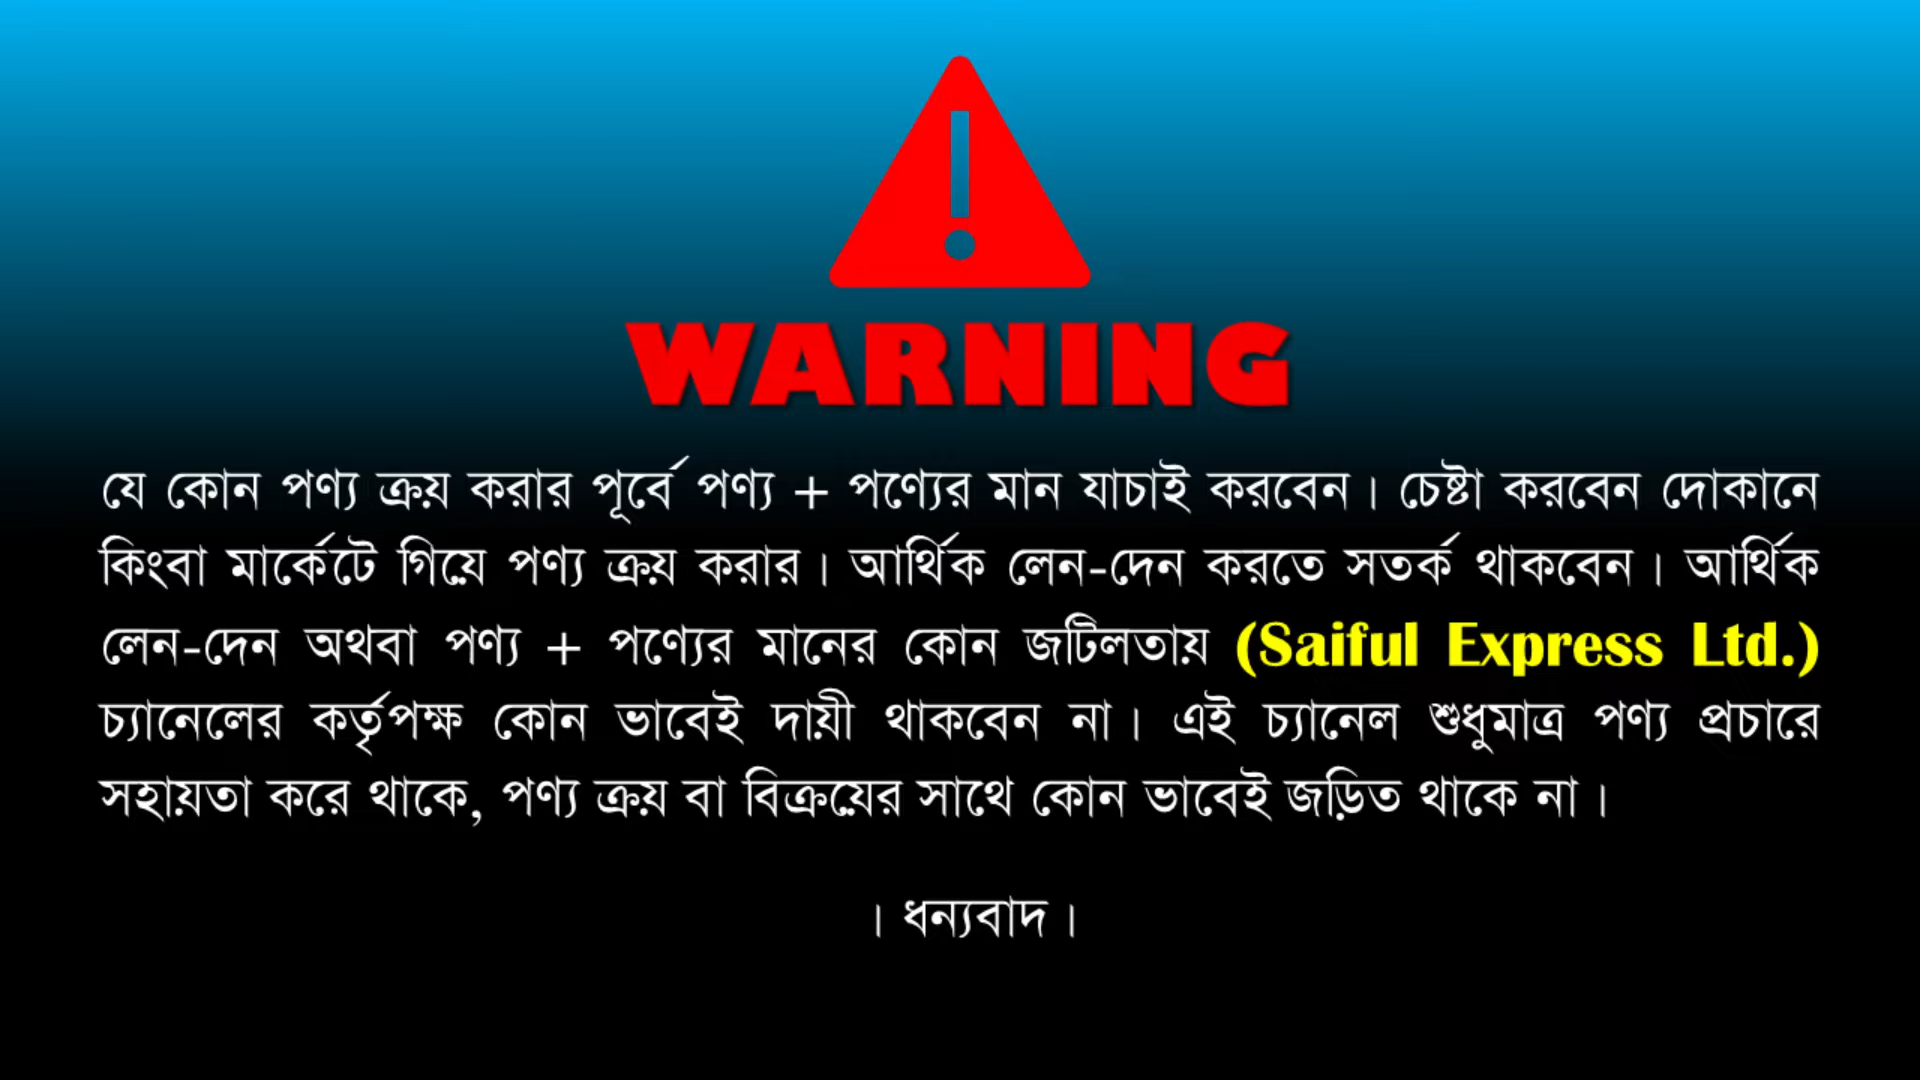 WARNING
যে কোন পণ্য ক্রয় করার পূর্বে পণ্য + পণ্যের মান যাচাই করবেন। চেষ্টা করবেন দোকানে
কিংবা মার্কেটে গিয়ে পণ্য ক্রয় করার। আর্থিক লেন-দেন করতে সতর্ক থাকবেন। আর্থিক
লেন-দেন অথবা পণ্য + পণ্যের মানের কোন জটিলতায় (Saiful Express Ltd.)
চ্যানেলের কর্তৃপক্ষ কোন ভাবেই দায়ী থাকবেন না। এই চ্যানেল শুধুমাত্র পণ্য প্রচারে
সহায়তা করে থাকে, পণ্য ক্রয় বা বিক্রয়ের সাথে কোন ভাবেই জড়িত থাকে না।
। ধন্যবাদ।